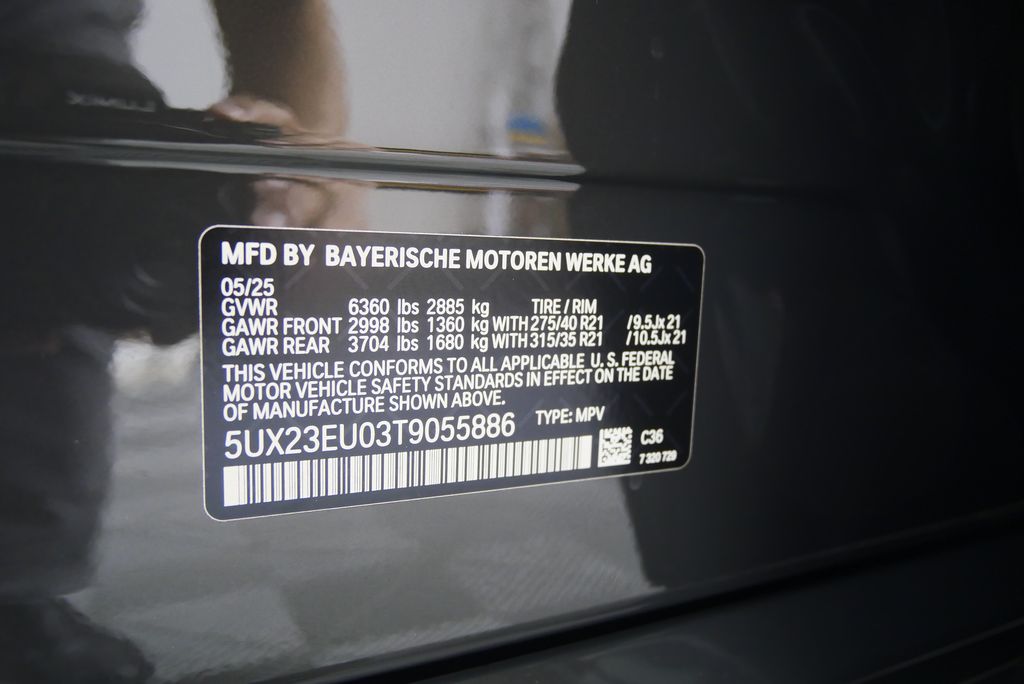 MFD BY BAYERISCHE MOTOREN WERKE AG
05/25
GVWR 6360 lbs 2885 kg TIRE / RIM
GAWR FRONT 2998 lbs 1360 kg WITH 275/40 R21 /9.5Jx21
GAWR REAR 3704 lbs 1680 kg WITH 315/35 R21 /10.5Jx21
THIS VEHICLE CONFORMS TO ALL APPLICABLE U.S. FEDERAL
MOTOR VEHICLE SAFETY STANDARDS IN EFFECT ON THE DATE
OF MANUFACTURE SHOWN ABOVE.
5UX23EU03T9055886 TYPE: MPV
C36
7 320 729